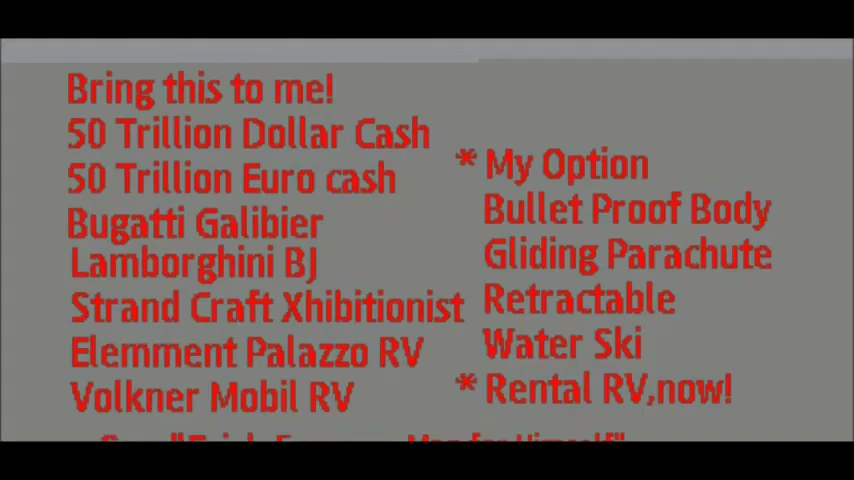 Bring this to me!
50 Trillion Dollar Cash
50 Trillion Euro cash
Bugatti Galibier
Lamborghini BJ
Strand Craft Xhibitionist
Elemment Palazzo RV
Volkner Mobil RV
* My Option
Bullet Proof Body
Gliding Parachute
Retractable
Water Ski
* Rental RV,now!